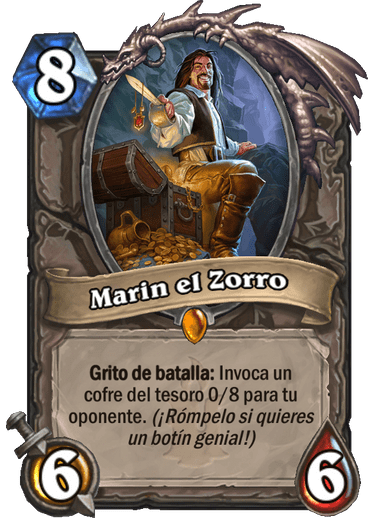 8
Marin el Zorro
Grito de batalla: Invoca un
cofre del tesoro 0/8 para tu
oponente. (¡Rómpelo si quieres
un botín genial!)
6
6